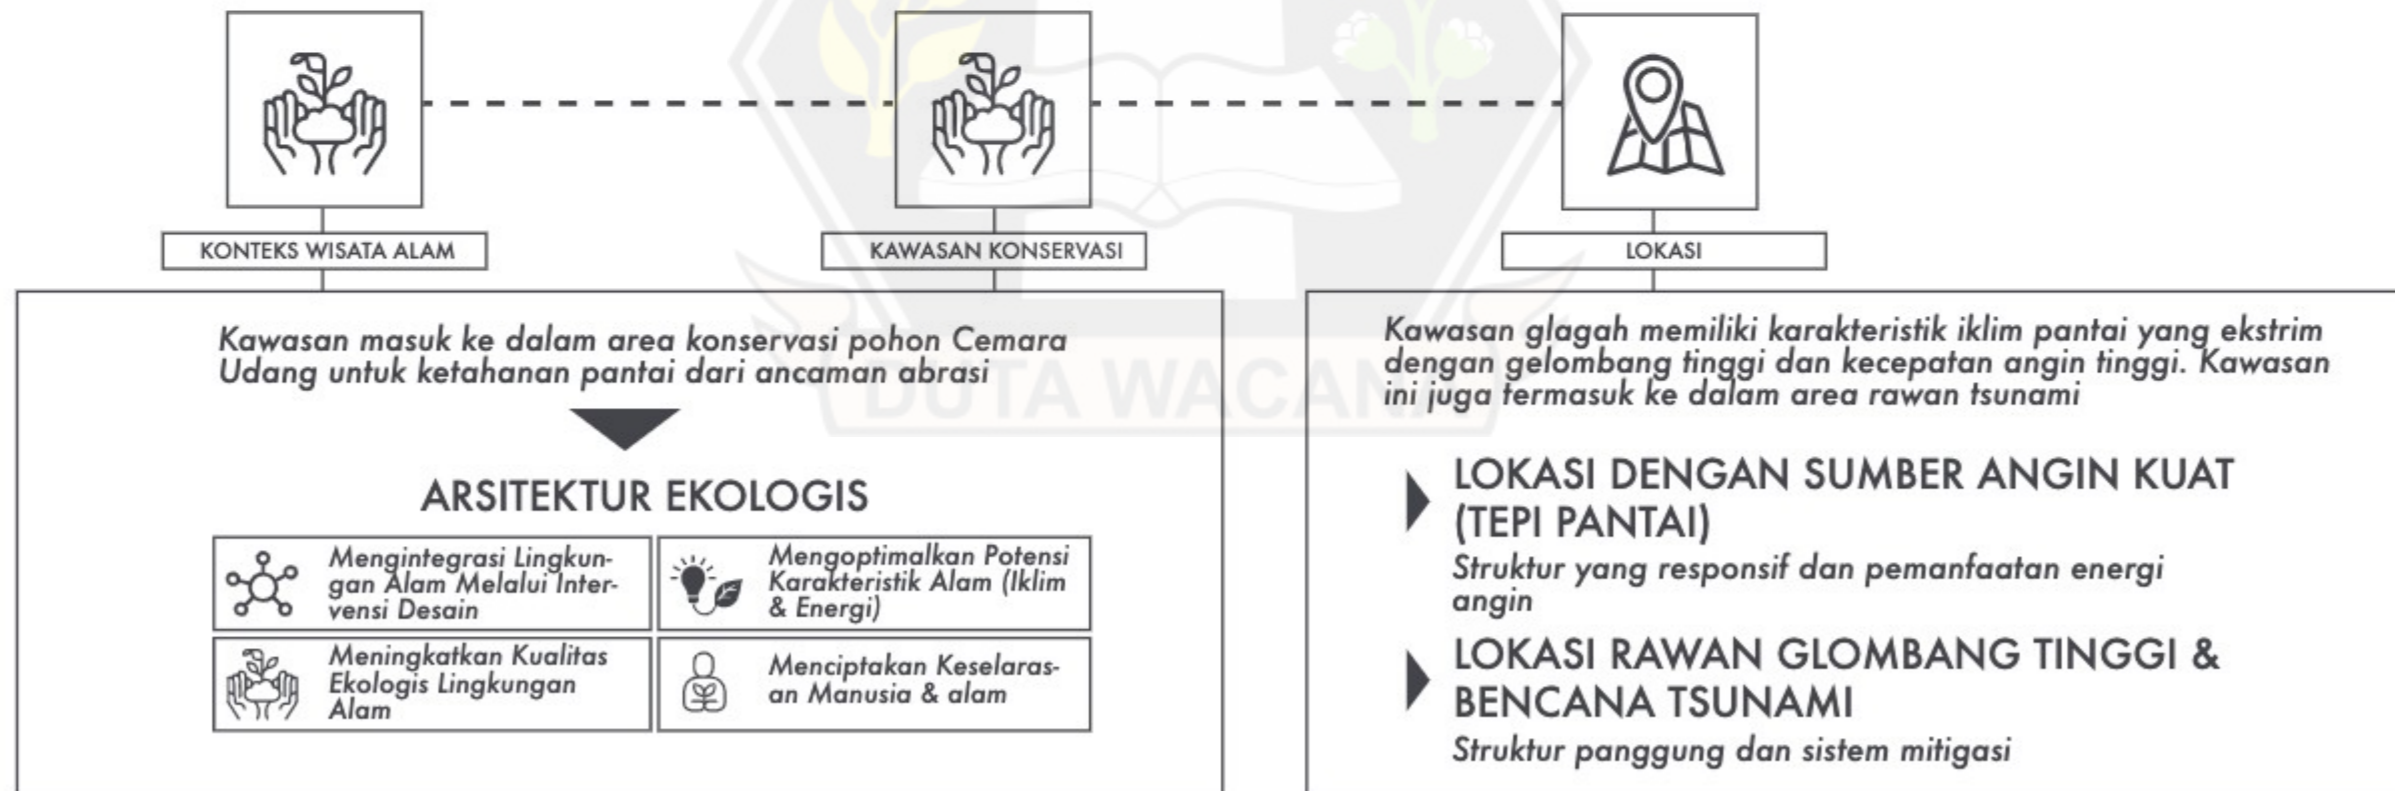 KONTEKS WISATA ALAM
KAWASAN KONSERVASI
LOKASI
Kawasan masuk ke dalam area konservasi pohon Cemara
Udang untuk ketahanan pantai dari ancaman abrasi
ARSITEKTUR EKOLOGIS
Mengintegrasi Lingkun-
gan Alam Melalui Inter-
vensi Desain
Mengoptimalkan Potensi
Karakteristik Alam (Iklim
& Energi)
Meningkatkan Kualitas
Ekologis Lingkungan
Alam
Menciptakan Keselaras-
an Manusia & alam
Kawasan glagah memiliki karakteristik iklim pantai yang ekstrim
dengan gelombang tinggi dan kecepatan angin tinggi. Kawasan
ini juga termasuk ke dalam area rawan tsunami
LOKASI DENGAN SUMBER ANGIN KUAT
(TEPI PANTAI)
Struktur yang responsif dan pemanfaatan energi
angin
LOKASI RAWAN GLOMBANG TINGGI &
BENCANA TSUNAMI
Struktur panggung dan sistem mitigasi
DUTA WACANA